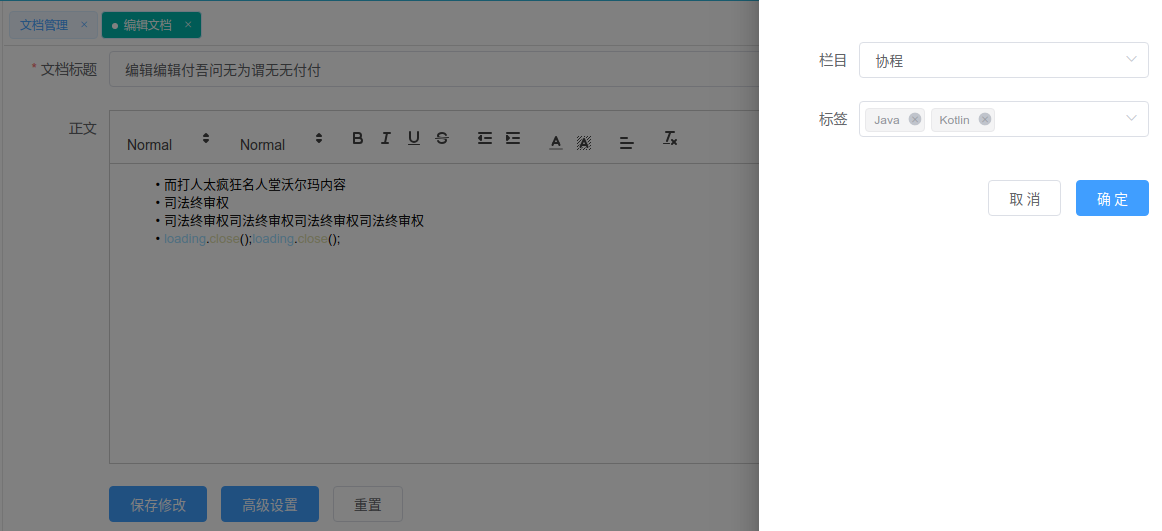 文档管理 × 编辑文档 ×
* 文档标题 编辑编辑付吾问无为谓无无付付
正文
Normal Normal B I U S A A Tx
• 而打人太疯狂名人堂沃尔玛内容
• 司法终审权
• 司法终审权司法终审权司法终审权司法终审权
• loading.close();loading.close();
保存修改 高级设置 重置
栏目 协程
标签 Java Kotlin
取 消 确 定